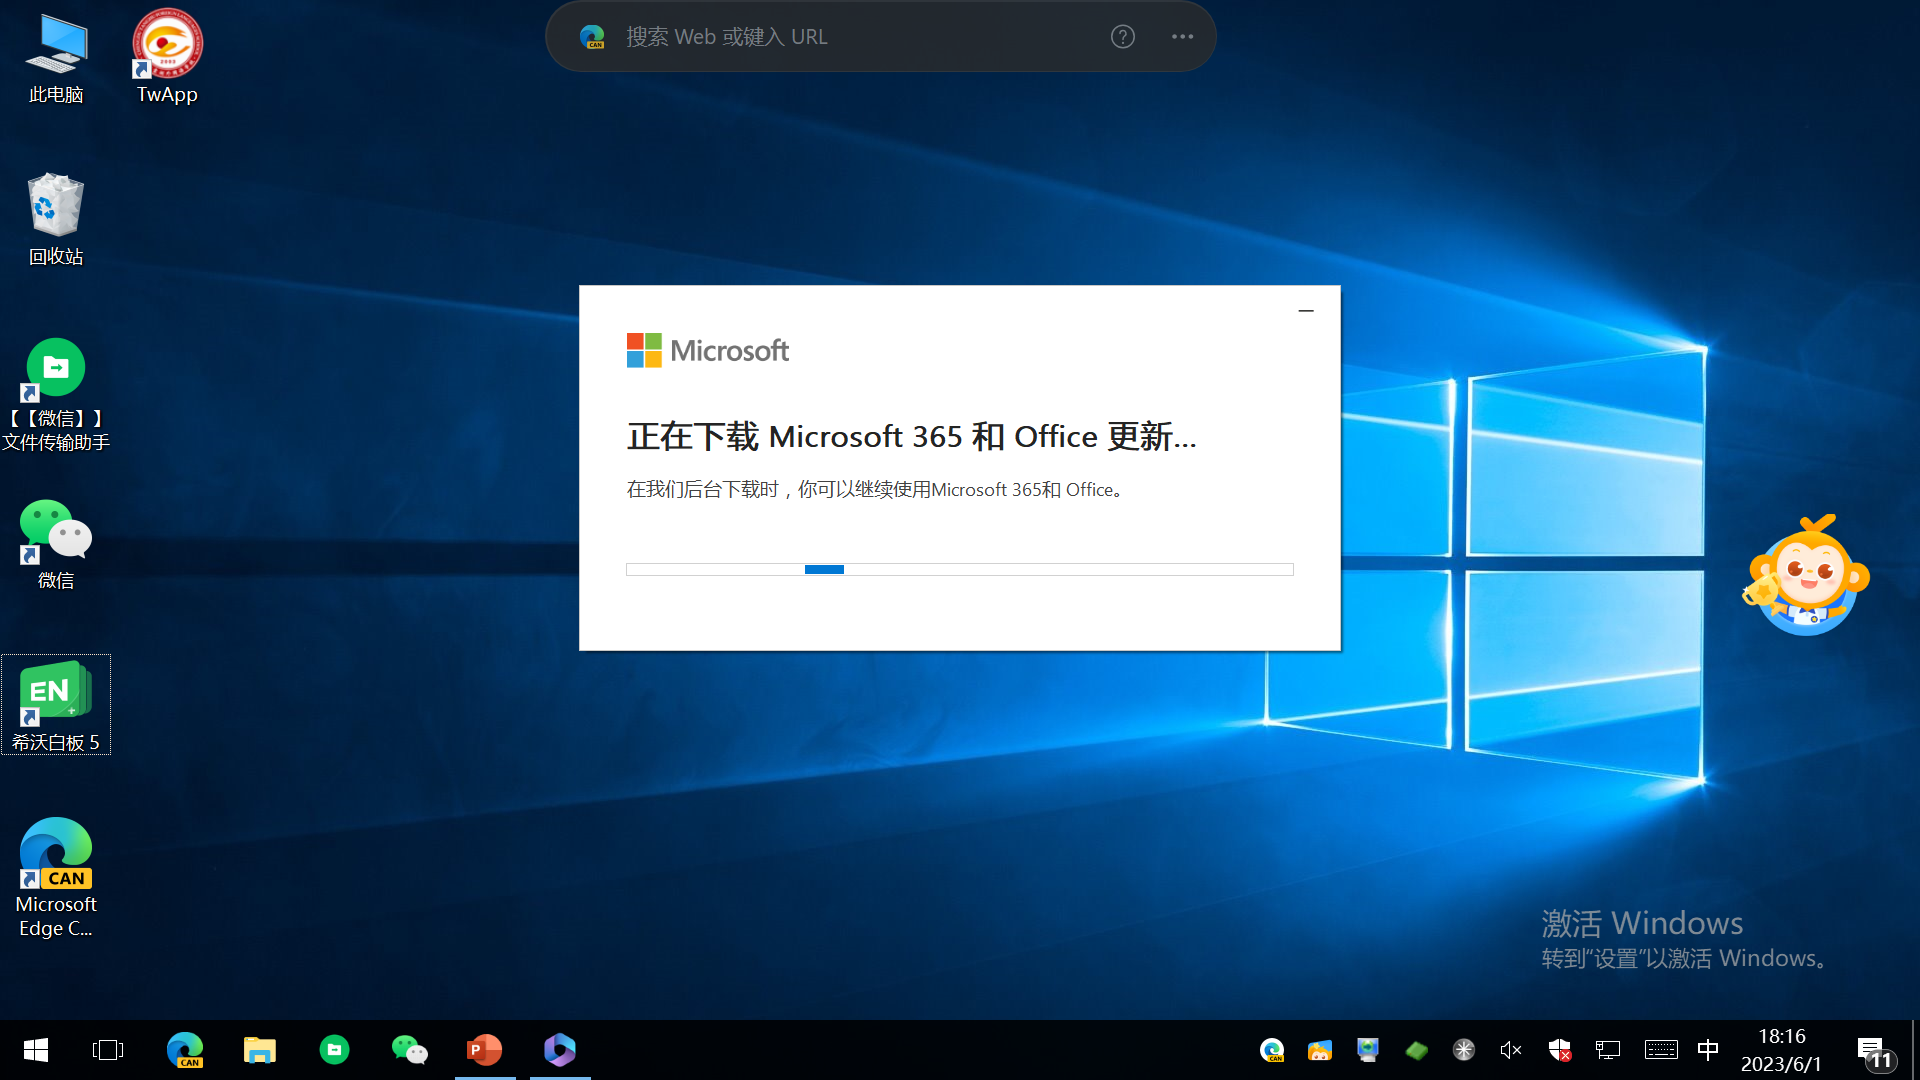 此电脑
TwApp
回收站
【【微信】】
文件传输助手
微信
EN
希沃白板 5
CAN
Microsoft
Edge C...
CAN
搜索 Web 或键入 URL
Microsoft
正在下载 Microsoft 365 和 Office 更新...
在我们后台下载时，你可以继续使用Microsoft 365和 Office。
激活 Windows
转到"设置"以激活 Windows。
CAN
P
中
18:16
2023/6/1
11